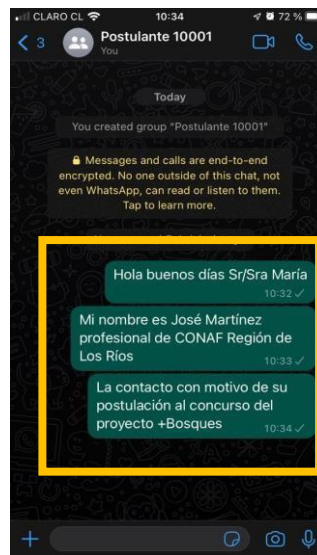 CLARO CL
10:34
72 %
3
Postulante 10001
You
Today
You created group "Postulante 10001"
Messages and calls are end-to-end
encrypted. No one outside of this chat, not
even WhatsApp, can read or listen to them.
Tap to learn more.
Hola buenos días Sr/Sra María
10:32
Mi nombre es José Martínez
profesional de CONAF Región de
Los Ríos
10:33
La contacto con motivo de su
postulación al concurso del
proyecto +Bosques
10:34